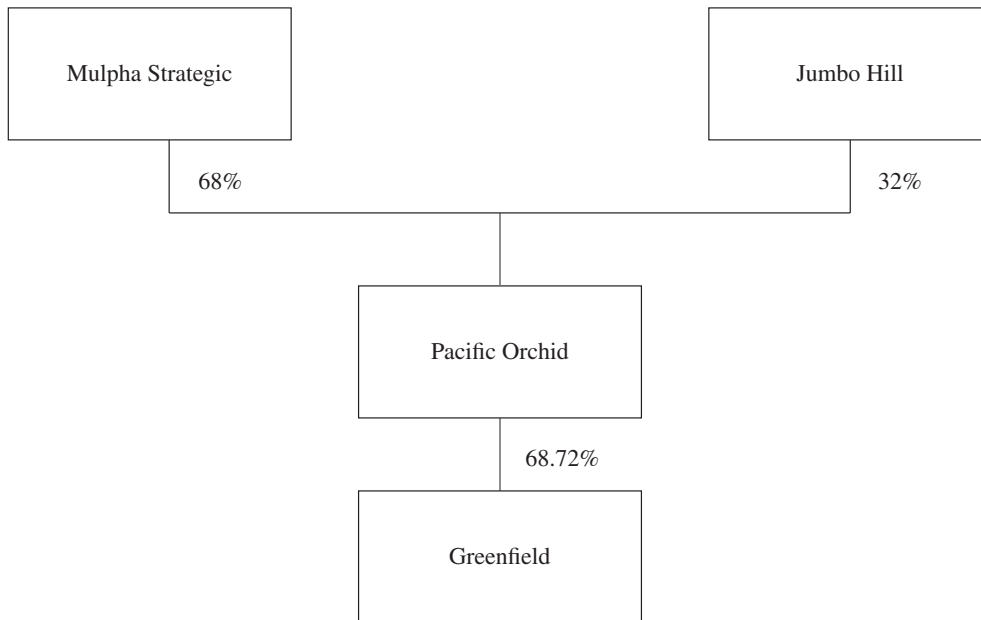 Mulpha Strategic
Jumbo Hill
68%
32%
Pacific Orchid
68.72%
Greenfield